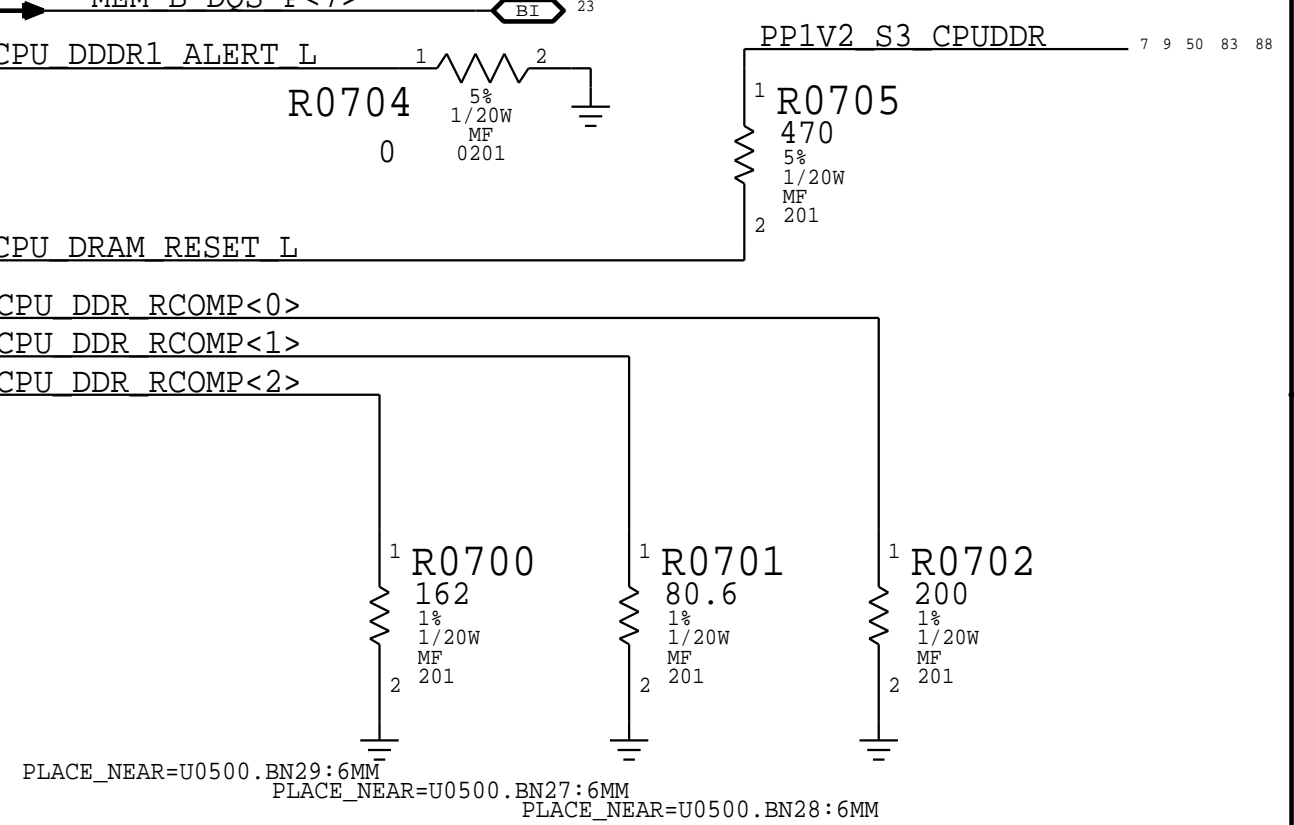 MEM_B_DQS_P<7>
BI
23
PP1V2_S3_CPUDDR
7 9 50 83 88
CPU_DDDR1_ALERT_L
1
2
R0704
0
5%
1/20W
MF
0201
1
R0705
470
5%
1/20W
MF
201
2
CPU_DRAM_RESET_L
CPU_DDR_RCOMP<0>
CPU_DDR_RCOMP<1>
CPU_DDR_RCOMP<2>
1
R0700
162
1%
1/20W
MF
201
2
1
R0701
80.6
1%
1/20W
MF
201
2
1
R0702
200
1%
1/20W
MF
201
2
PLACE_NEAR=U0500.BN29:6MM
PLACE_NEAR=U0500.BN27:6MM
PLACE_NEAR=U0500.BN28:6MM